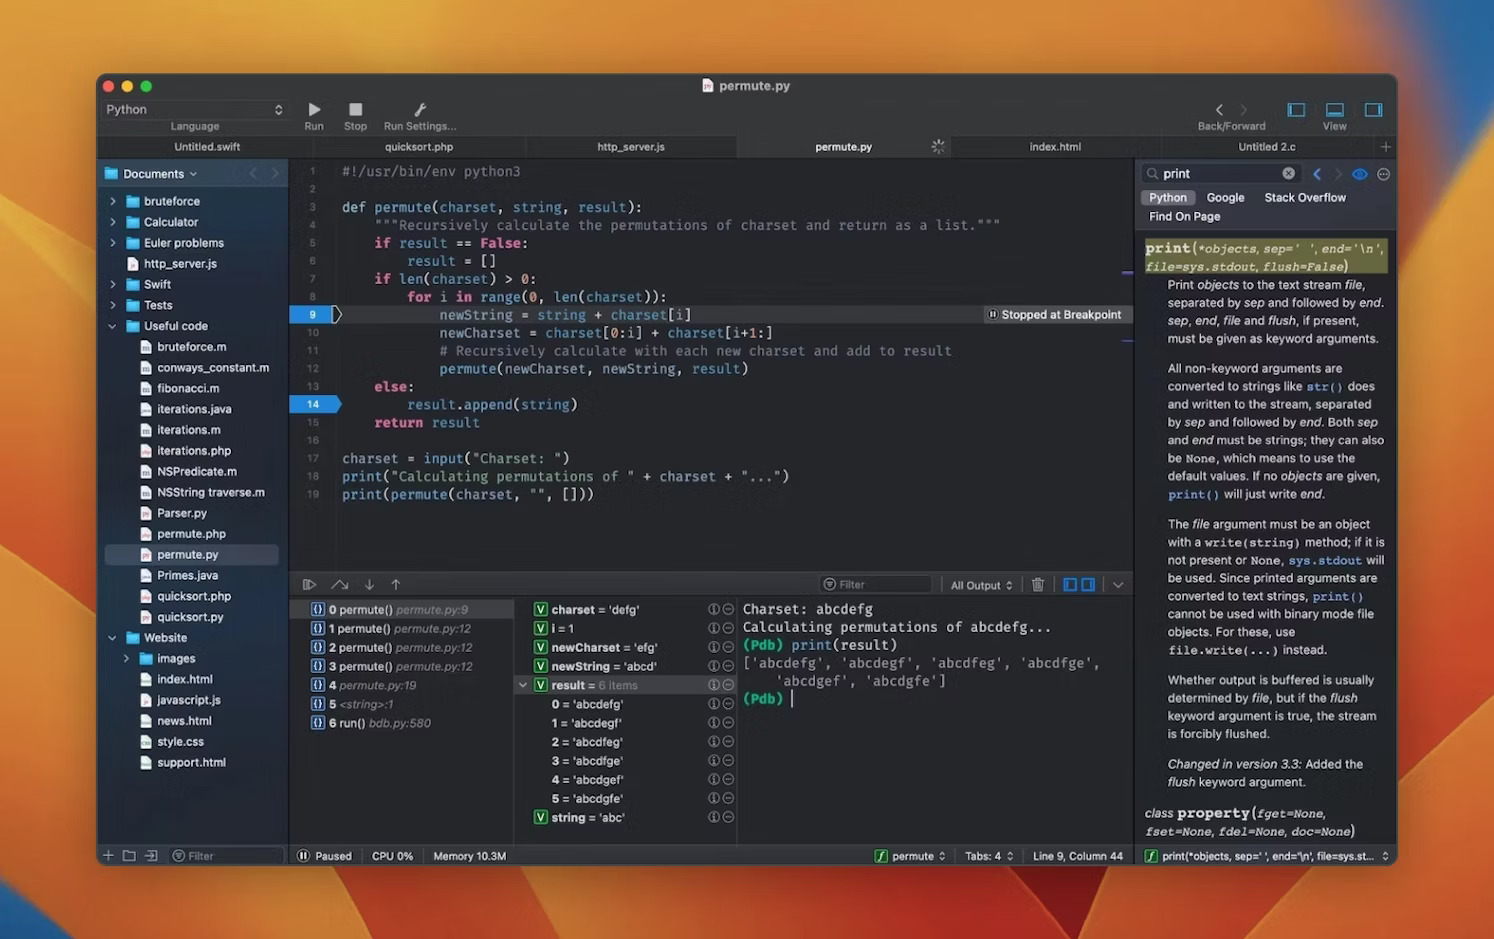 permute.py
Python
Language
Run
Stop
Run Settings...
Back/Forward
View
Untitled.swift
quicksort.php
http_server.js
permute.py
index.html
Untitled 2.c
Documents
bruteforce
Calculator
Euler problems
http_server.js
Swift
Tests
Useful code
bruteforce.m
conways_constant.m
fibonacci.m
iterations.java
iterations.m
iterations.php
NSPredicate.m
NSString traverse.m
Parser.py
permute.php
permute.py
Primes.java
quicksort.php
quicksort.py
Website
images
index.html
javascript.js
news.html
style.css
support.html
Filter
1 #!/usr/bin/env python3
2
3 def permute(charset, string, result):
4 """Recursively calculate the permutations of charset and return as a list."""
5 if result == False:
6 result = []
7 if len(charset) > 0:
8 for i in range(0, len(charset)):
9 newString = string + charset[i]
Stopped at Breakpoint
10 newCharset = charset[0:i] + charset[i+1:]
11 # Recursively calculate with each new charset and add to result
12 permute(newCharset, newString, result)
13 else:
14 result.append(string)
15 return result
16
17 charset = input("Charset: ")
18 print("Calculating permutations of " + charset + "...")
19 print(permute(charset, "", []))
Filter
All Output
{} 0 permute() permute.py:9
{} 1 permute() permute.py:12
{} 2 permute() permute.py:12
{} 3 permute() permute.py:12
{} 4 permute.py:19
{} 5 <string>:1
{} 6 run() bdb.py:580
V charset = 'defg'
V i = 1
V newCharset = 'efg'
V newString = 'abcd'
V result = 6 items
0 = 'abcdefg'
1 = 'abcdegf'
2 = 'abcdfeg'
3 = 'abcdfge'
4 = 'abcdgef'
5 = 'abcdgfe'
V string = 'abc'
Charset: abcdefg
Calculating permutations of abcdefg...
(Pdb) print(result)
['abcdefg', 'abcdegf', 'abcdfeg', 'abcdfge',
'abcdgef', 'abcdgfe']
(Pdb)
Paused
CPU 0%
Memory 10.3M
f permute
Tabs: 4
Line 9, Column 44
print
Python
Google
Stack Overflow
Find On Page
print(*objects, sep=' ', end='\n',
file=sys.stdout, flush=False)
Print objects to the text stream file,
separated by sep and followed by end.
sep, end, file and flush, if present,
must be given as keyword arguments.
All non-keyword arguments are
converted to strings like str() does
and written to the stream, separated
by sep and followed by end. Both sep
and end must be strings; they can also
be None, which means to use the
default values. If no objects are given,
print() will just write end.
The file argument must be an object
with a write(string) method; if it is
not present or None, sys.stdout will
be used. Since printed arguments are
converted to text strings, print()
cannot be used with binary mode file
objects. For these, use
file.write(...) instead.
Whether output is buffered is usually
determined by file, but if the flush
keyword argument is true, the stream
is forcibly flushed.
Changed in version 3.3: Added the
flush keyword argument.
class property(fget=None,
fset=None, fdel=None, doc=None)
f print(*objects, sep=' ', end='\n', file=sys.st...